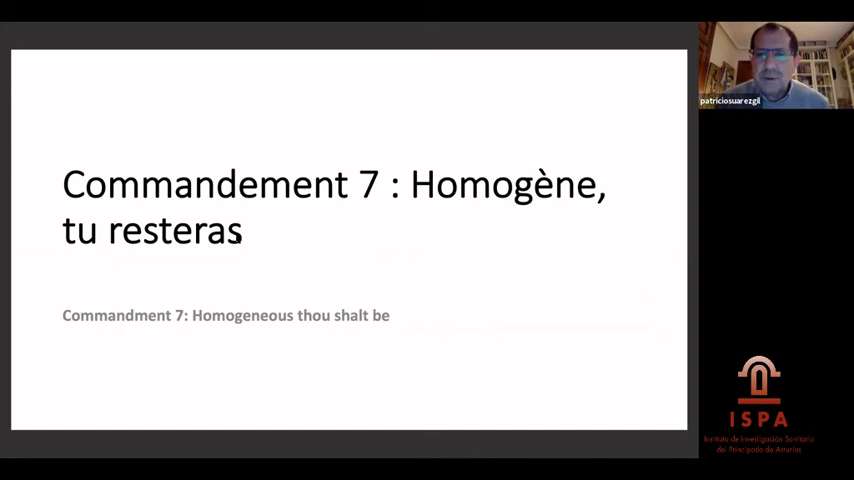 Commandement 7 : Homogène,
tu resteras
Commandment 7: Homogeneous thou shalt be
patriciosuarezgil
ISPA
Instituto de Investigación Sanitaria
del Principado de Asturias